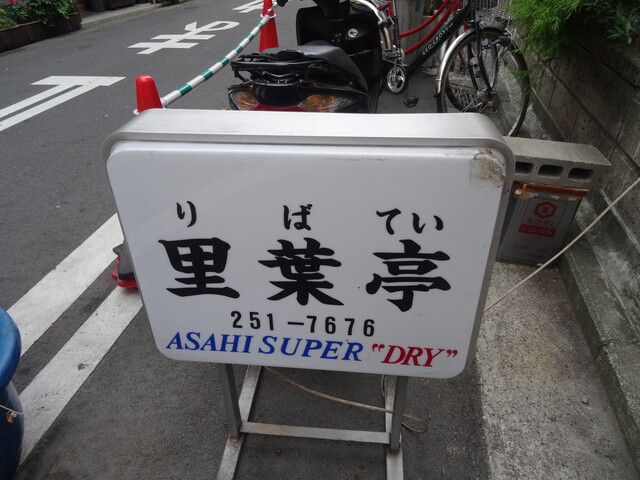 り ば てい
里葉亭
251-7676
ASAHI SUPER "DRY"